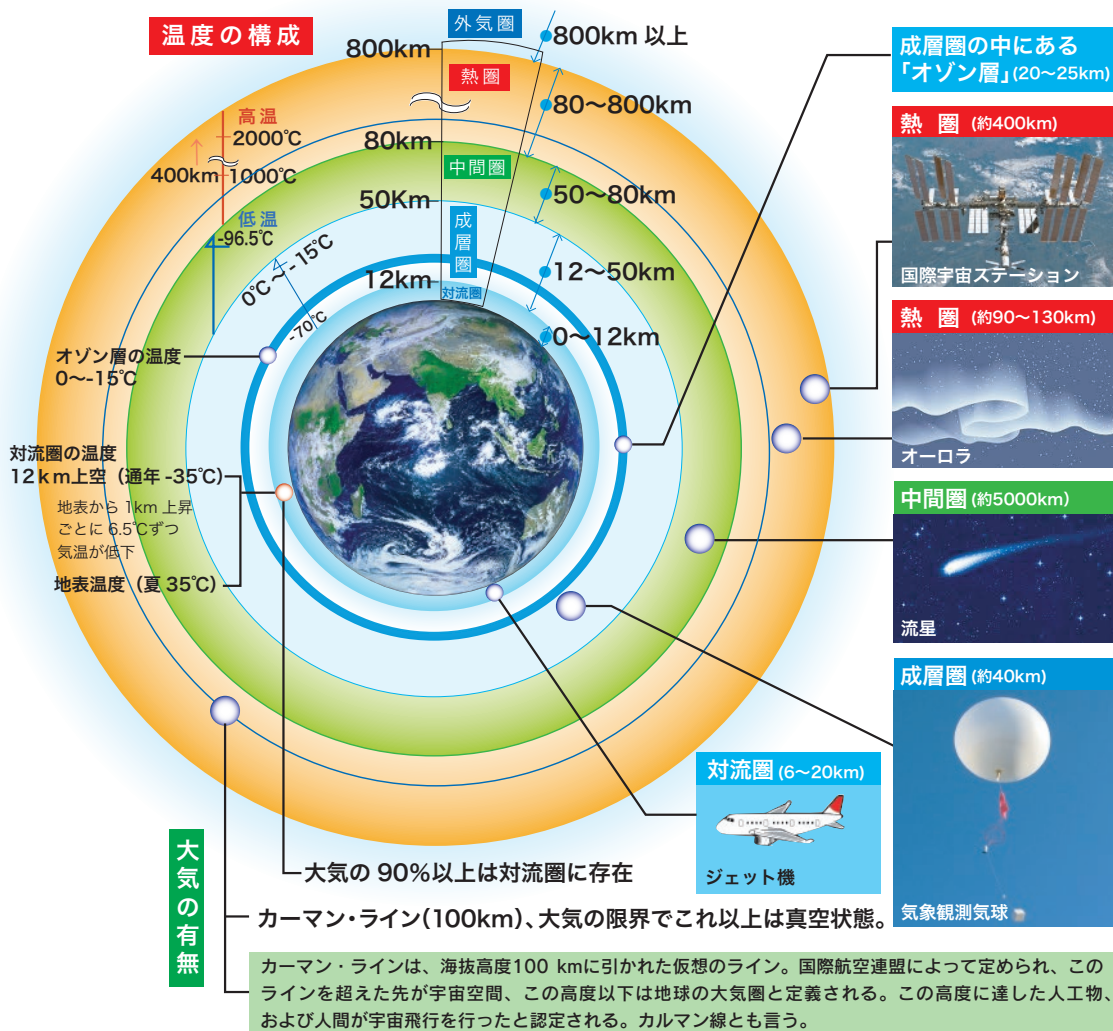 温度の構成
外気圏
800km
800km 以上
熱圏
80〜800km
80km
中間圏
50〜80km
50Km
成層圏
12〜50km
12km
対流圏
0〜12km
高温
2000℃
400km
1000℃
低温
-96.5℃
0℃〜-15℃
-70℃
オゾン層の温度
0〜-15℃
対流圏の温度
12km上空（通年 -35℃）
地表から 1km 上昇
ごとに 6.5℃ずつ
気温が低下
地表温度（夏 35℃）
成層圏の中にある
「オゾン層」(20〜25km)
熱 圏 (約400km)
国際宇宙ステーション
熱 圏 (約90〜130km)
オーロラ
中間圏 (約5000km)
流星
成層圏 (約40km)
気象観測気球
対流圏 (6〜20km)
ジェット機
大気の有無
大気の 90%以上は対流圏に存在
カーマン・ライン(100km)、大気の限界でこれ以上は真空状態。
カーマン・ラインは、海抜高度100 kmに引かれた仮想のライン。国際航空連盟によって定められ、この
ラインを超えた先が宇宙空間、この高度以下は地球の大気圏と定義される。この高度に達した人工物、
および人間が宇宙飛行を行ったと認定される。カルマン線とも言う。